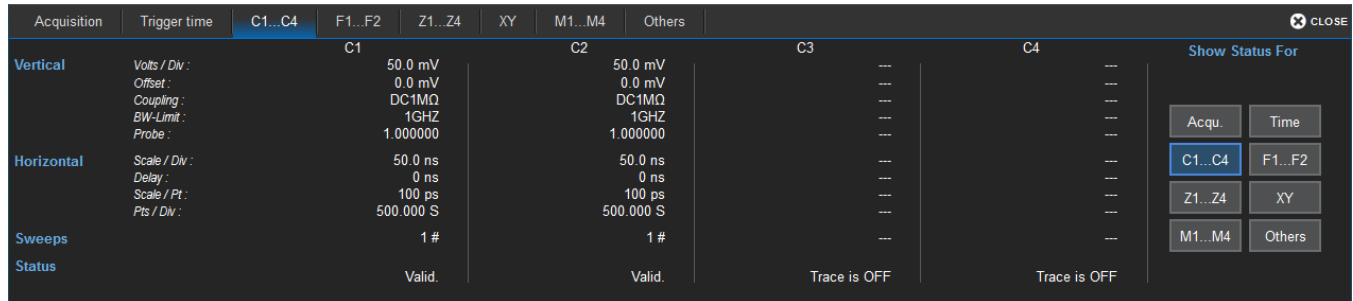 Acquisition Trigger time C1...C4 F1...F2 Z1...Z4 XY M1...M4 Others CLOSE
C1 C2 C3 C4 Show Status For
Vertical Volts / Div : 50.0 mV 50.0 mV --- ---
Offset : 0.0 mV 0.0 mV --- ---
Coupling : DC1MΩ DC1MΩ --- ---
BW-Limit : 1GHZ 1GHZ --- ---
Probe : 1.000000 1.000000 --- ---
Acqu. Time
Horizontal Scale / Div : 50.0 ns 50.0 ns --- ---
C1...C4 F1...F2
Delay : 0 ns 0 ns --- ---
Scale / Pt : 100 ps 100 ps --- ---
Z1...Z4 XY
Pts / Div : 500.000 S 500.000 S --- ---
Sweeps 1 # 1 # --- ---
M1...M4 Others
Status Valid. Valid. Trace is OFF Trace is OFF